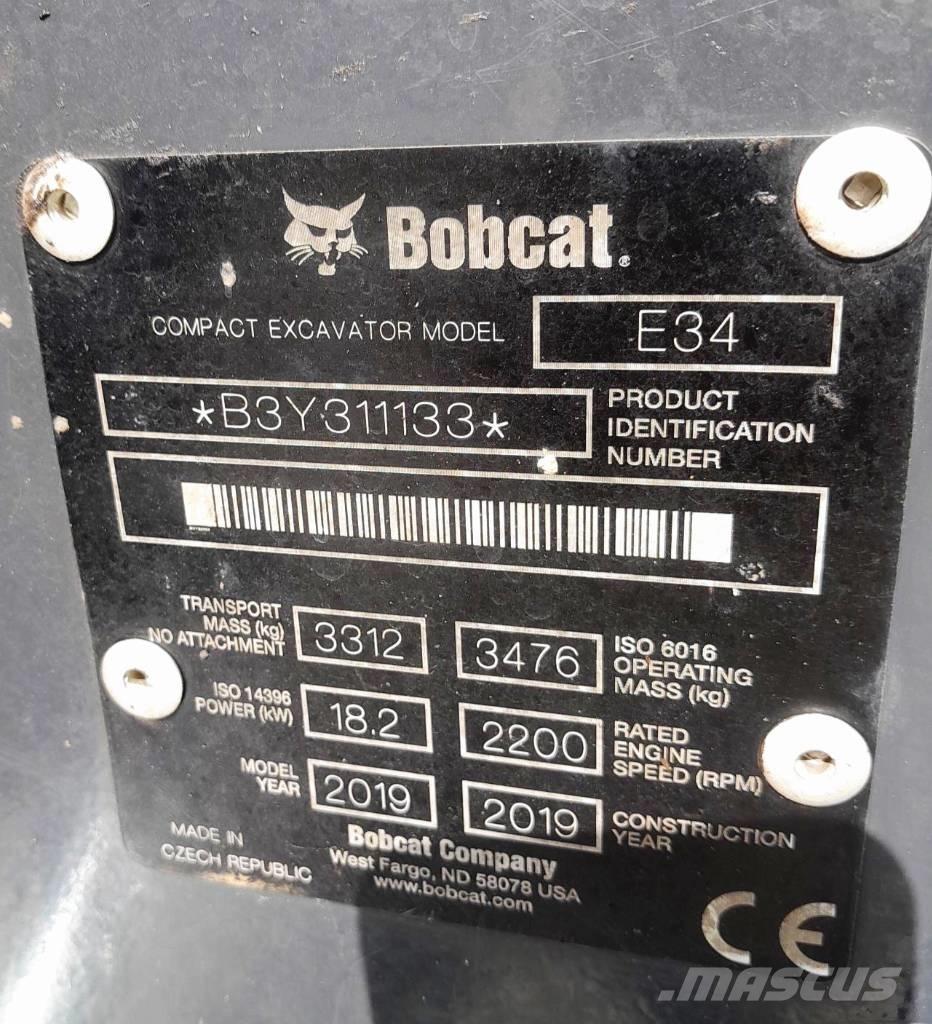 Bobcat®
COMPACT EXCAVATOR MODEL E34
*B3Y311133*
PRODUCT
IDENTIFICATION
NUMBER
TRANSPORT
MASS (kg)
NO ATTACHMENT
3312
3476
ISO 6016
OPERATING
MASS (kg)
ISO 14396
POWER (kW)
18.2
2200
RATED
ENGINE
SPEED (RPM)
MODEL
YEAR
2019
2019
CONSTRUCTION
YEAR
MADE IN
CZECH REPUBLIC
Bobcat Company
West Fargo, ND 58078 USA
www.bobcat.com
CE
MASCUS